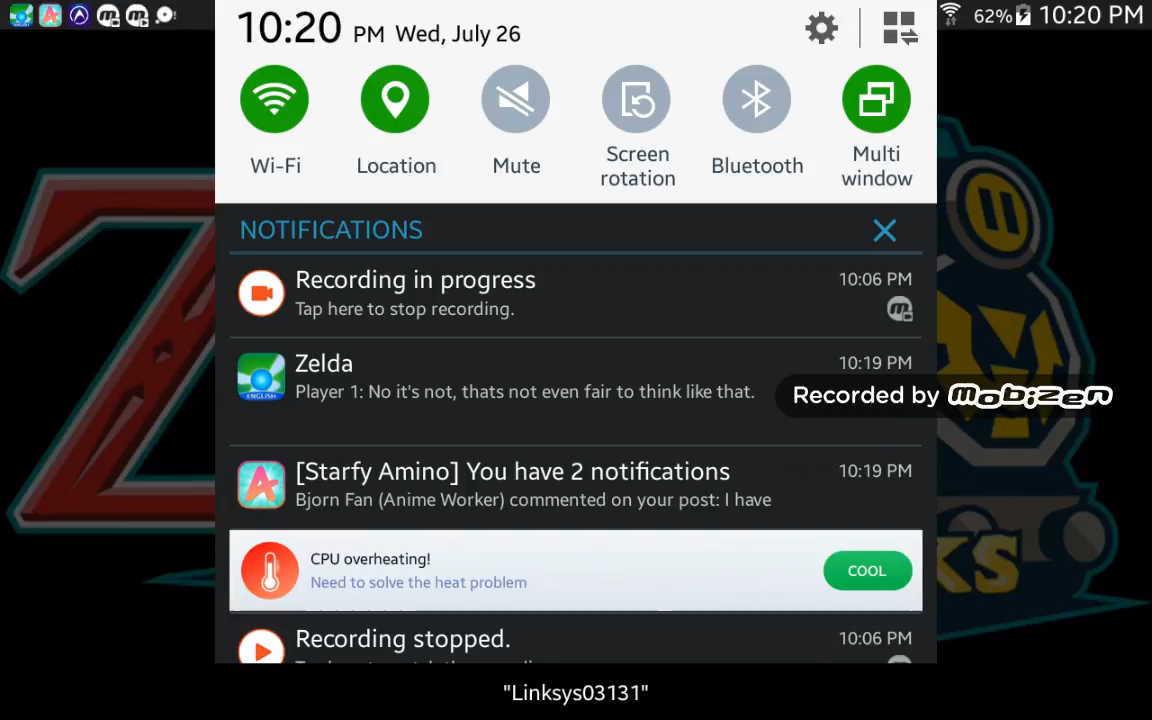 62% 10:20 PM
10:20 PM Wed, July 26
Wi-Fi
Location
Mute
Screen rotation
Bluetooth
Multi window
NOTIFICATIONS
Recording in progress 10:06 PM
Tap here to stop recording.
Zelda 10:19 PM
Player 1: No it's not, thats not even fair to think like that.
ENGLISH
Recorded by mobizen
[Starfy Amino] You have 2 notifications 10:19 PM
Bjorn Fan (Anime Worker) commented on your post: I have
CPU overheating!
Need to solve the heat problem
COOL
KS
Recording stopped. 10:06 PM
"Linksys03131"